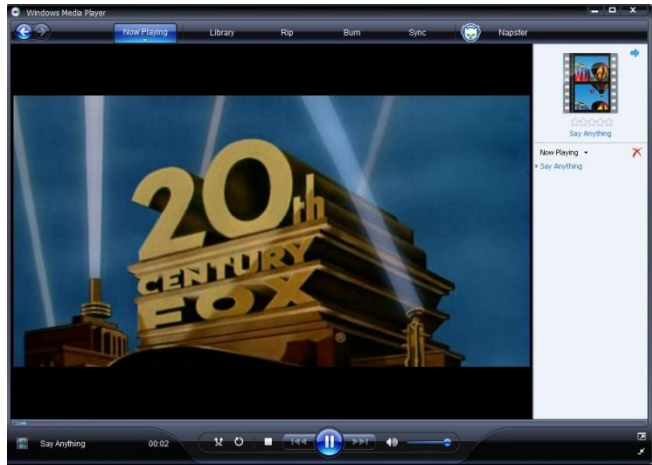 Windows Media Player
Now Playing Library Rip Burn Sync Napster
20th
CENTURY
FOX
Say Anything
Now Playing
Say Anything
Say Anything 00:02